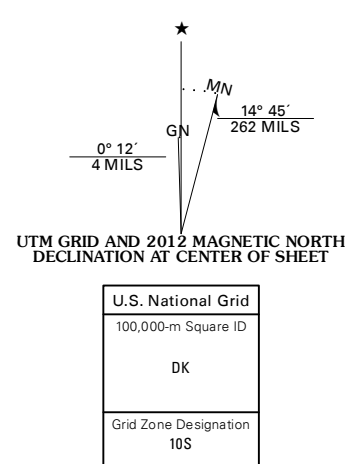 ★
MN
14° 45´
262 MILS
GN
0° 12´
4 MILS
UTM GRID AND 2012 MAGNETIC NORTH
DECLINATION AT CENTER OF SHEET
U.S. National Grid
100,000-m Square ID
DK
Grid Zone Designation
10S